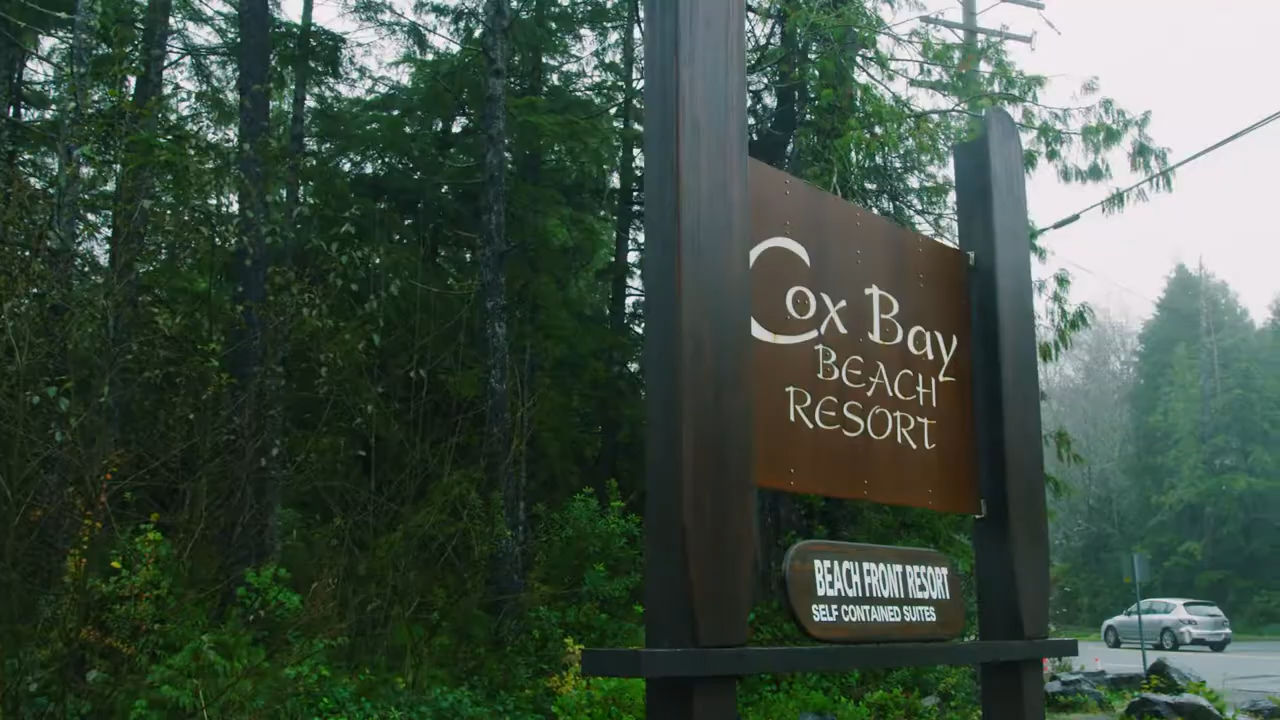 Cox Bay
BEACH
RESORT
BEACH FRONT RESORT
SELF CONTAINED SUITES